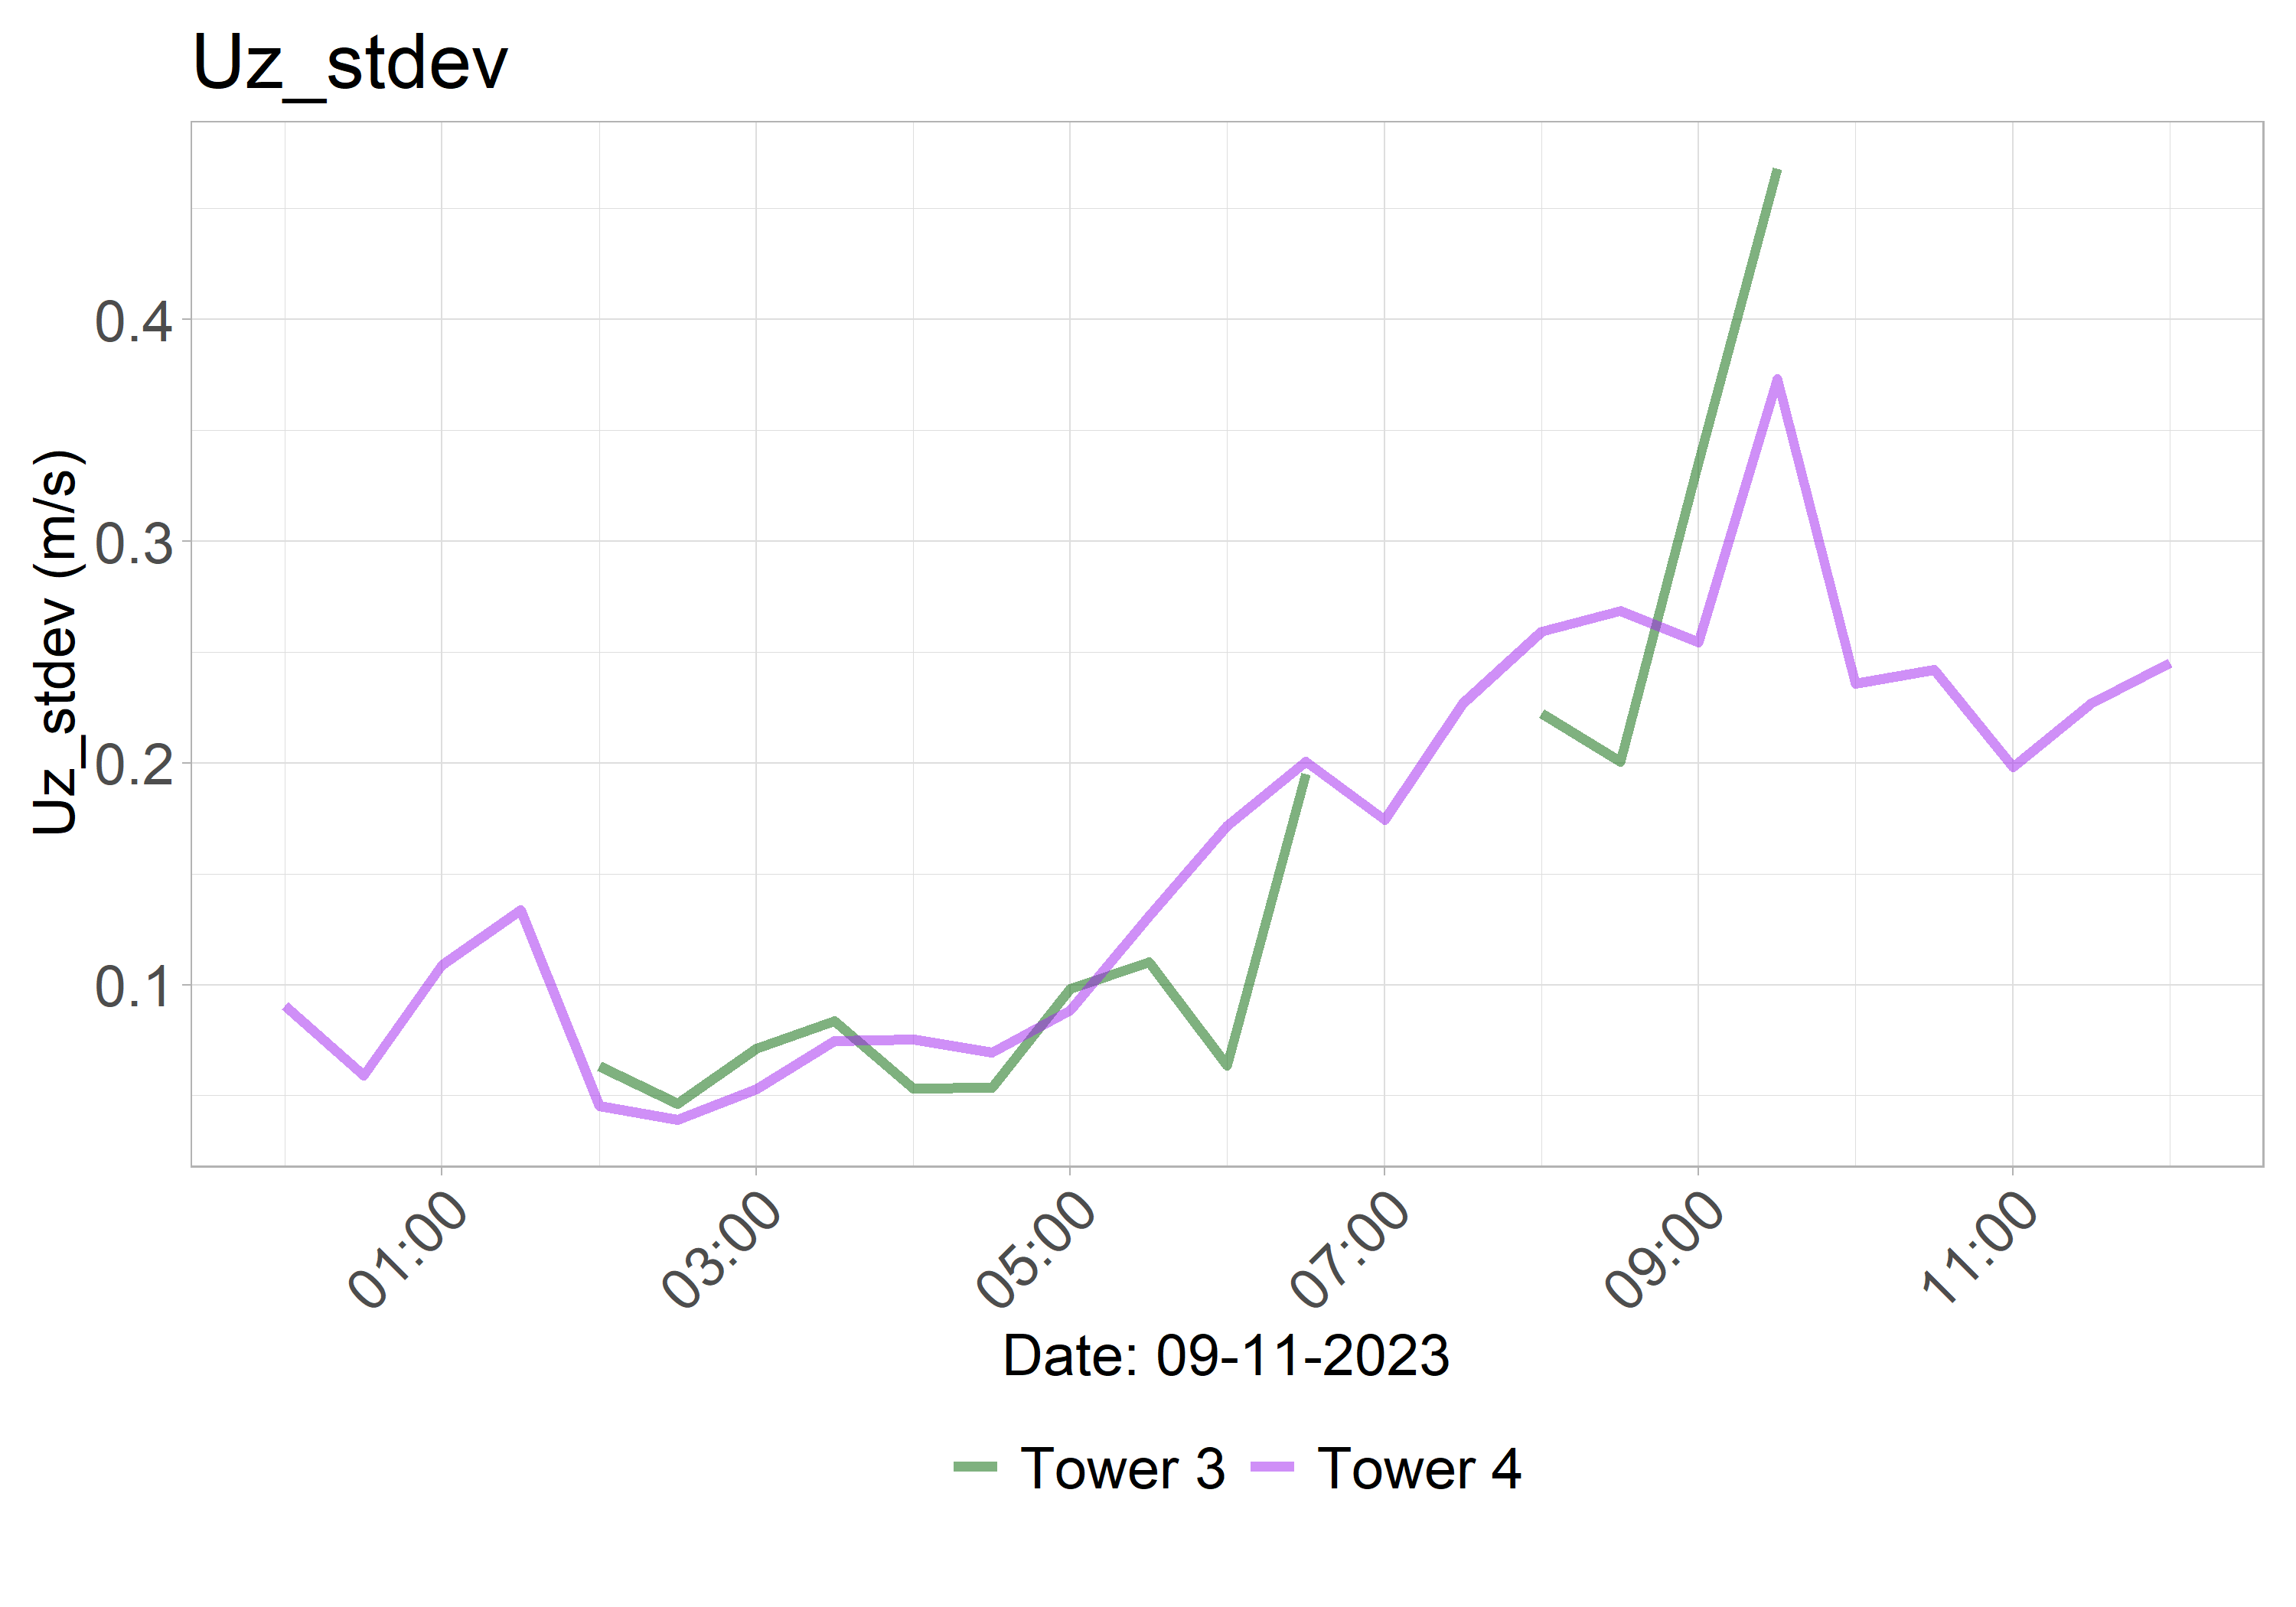 Uz_stdev
Uz_stdev (m/s)
0.4
0.3
0.2
0.1
01:00 03:00 05:00 07:00 09:00 11:00
Date: 09-11-2023
Tower 3 Tower 4